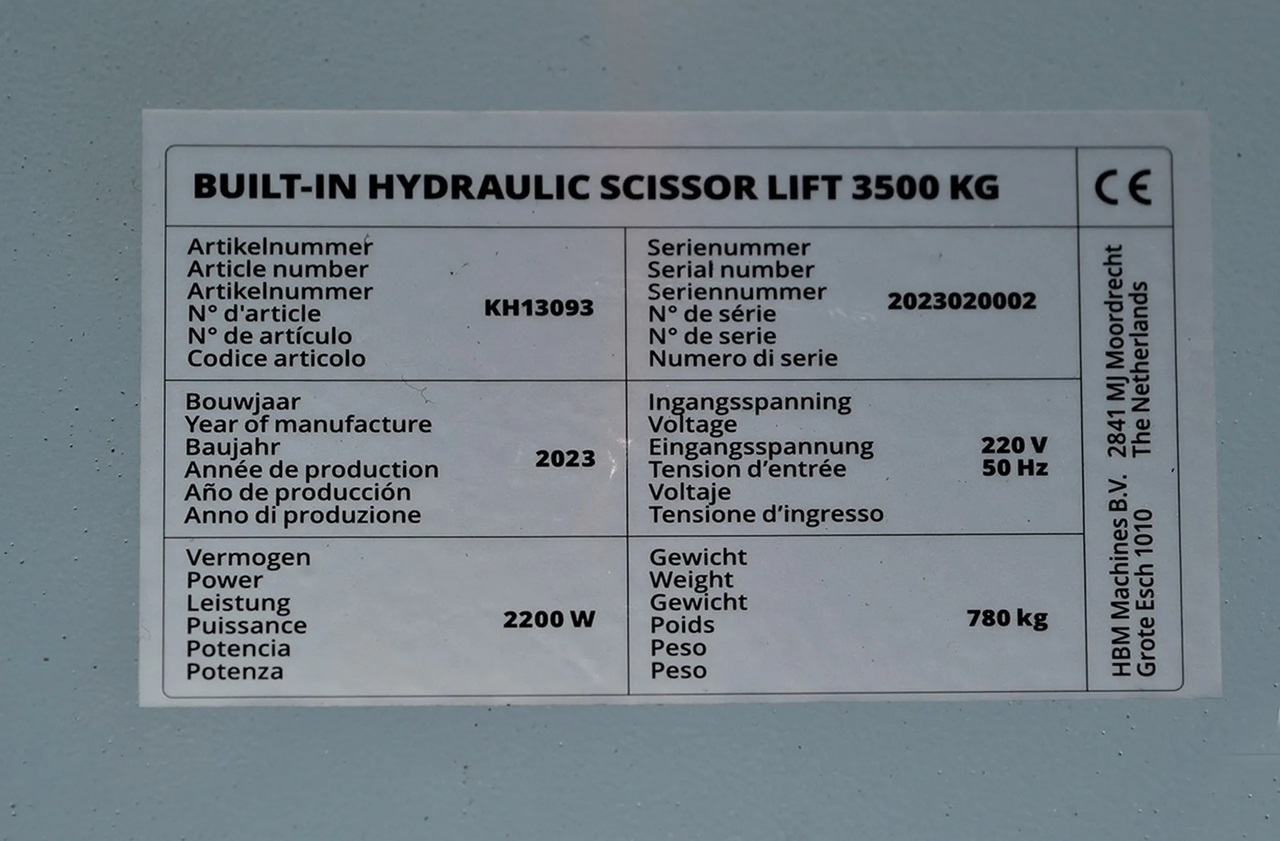 BUILT-IN HYDRAULIC SCISSOR LIFT 3500 KG
CE
Artikelnummer
Article number
Artikelnummer
N° d'article
N° de artículo
Codice articolo
KH13093
Serienummer
Serial number
Seriennummer
N° de série
N° de serie
Numero di serie
2023020002
Bouwjaar
Year of manufacture
Baujahr
Année de production
Año de producción
Anno di produzione
2023
Ingangsspanning
Voltage
Eingangsspannung
Tension d’entrée
Voltaje
Tensione d’ingresso
220 V
50 Hz
Vermogen
Power
Leistung
Puissance
Potencia
Potenza
2200 W
Gewicht
Weight
Gewicht
Poids
Peso
Peso
780 kg
HBM Machines B.V. 2841 MJ Moordrecht
Grote Esch 1010 The Netherlands